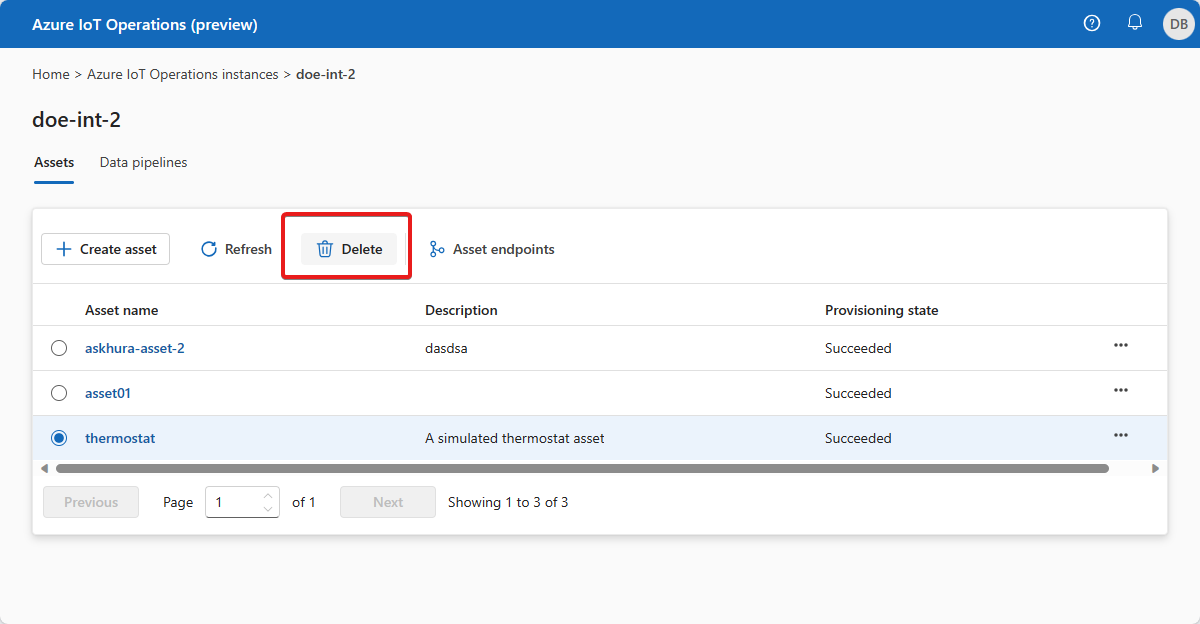 Azure IoT Operations (preview)
DB
Home > Azure IoT Operations instances > doe-int-2
doe-int-2
Assets Data pipelines
Create asset Refresh Delete Asset endpoints
Asset name Description Provisioning state
askhura-asset-2 dasdsa Succeeded
asset01 Succeeded
thermostat A simulated thermostat asset Succeeded
Previous Page 1 of 1 Next Showing 1 to 3 of 3